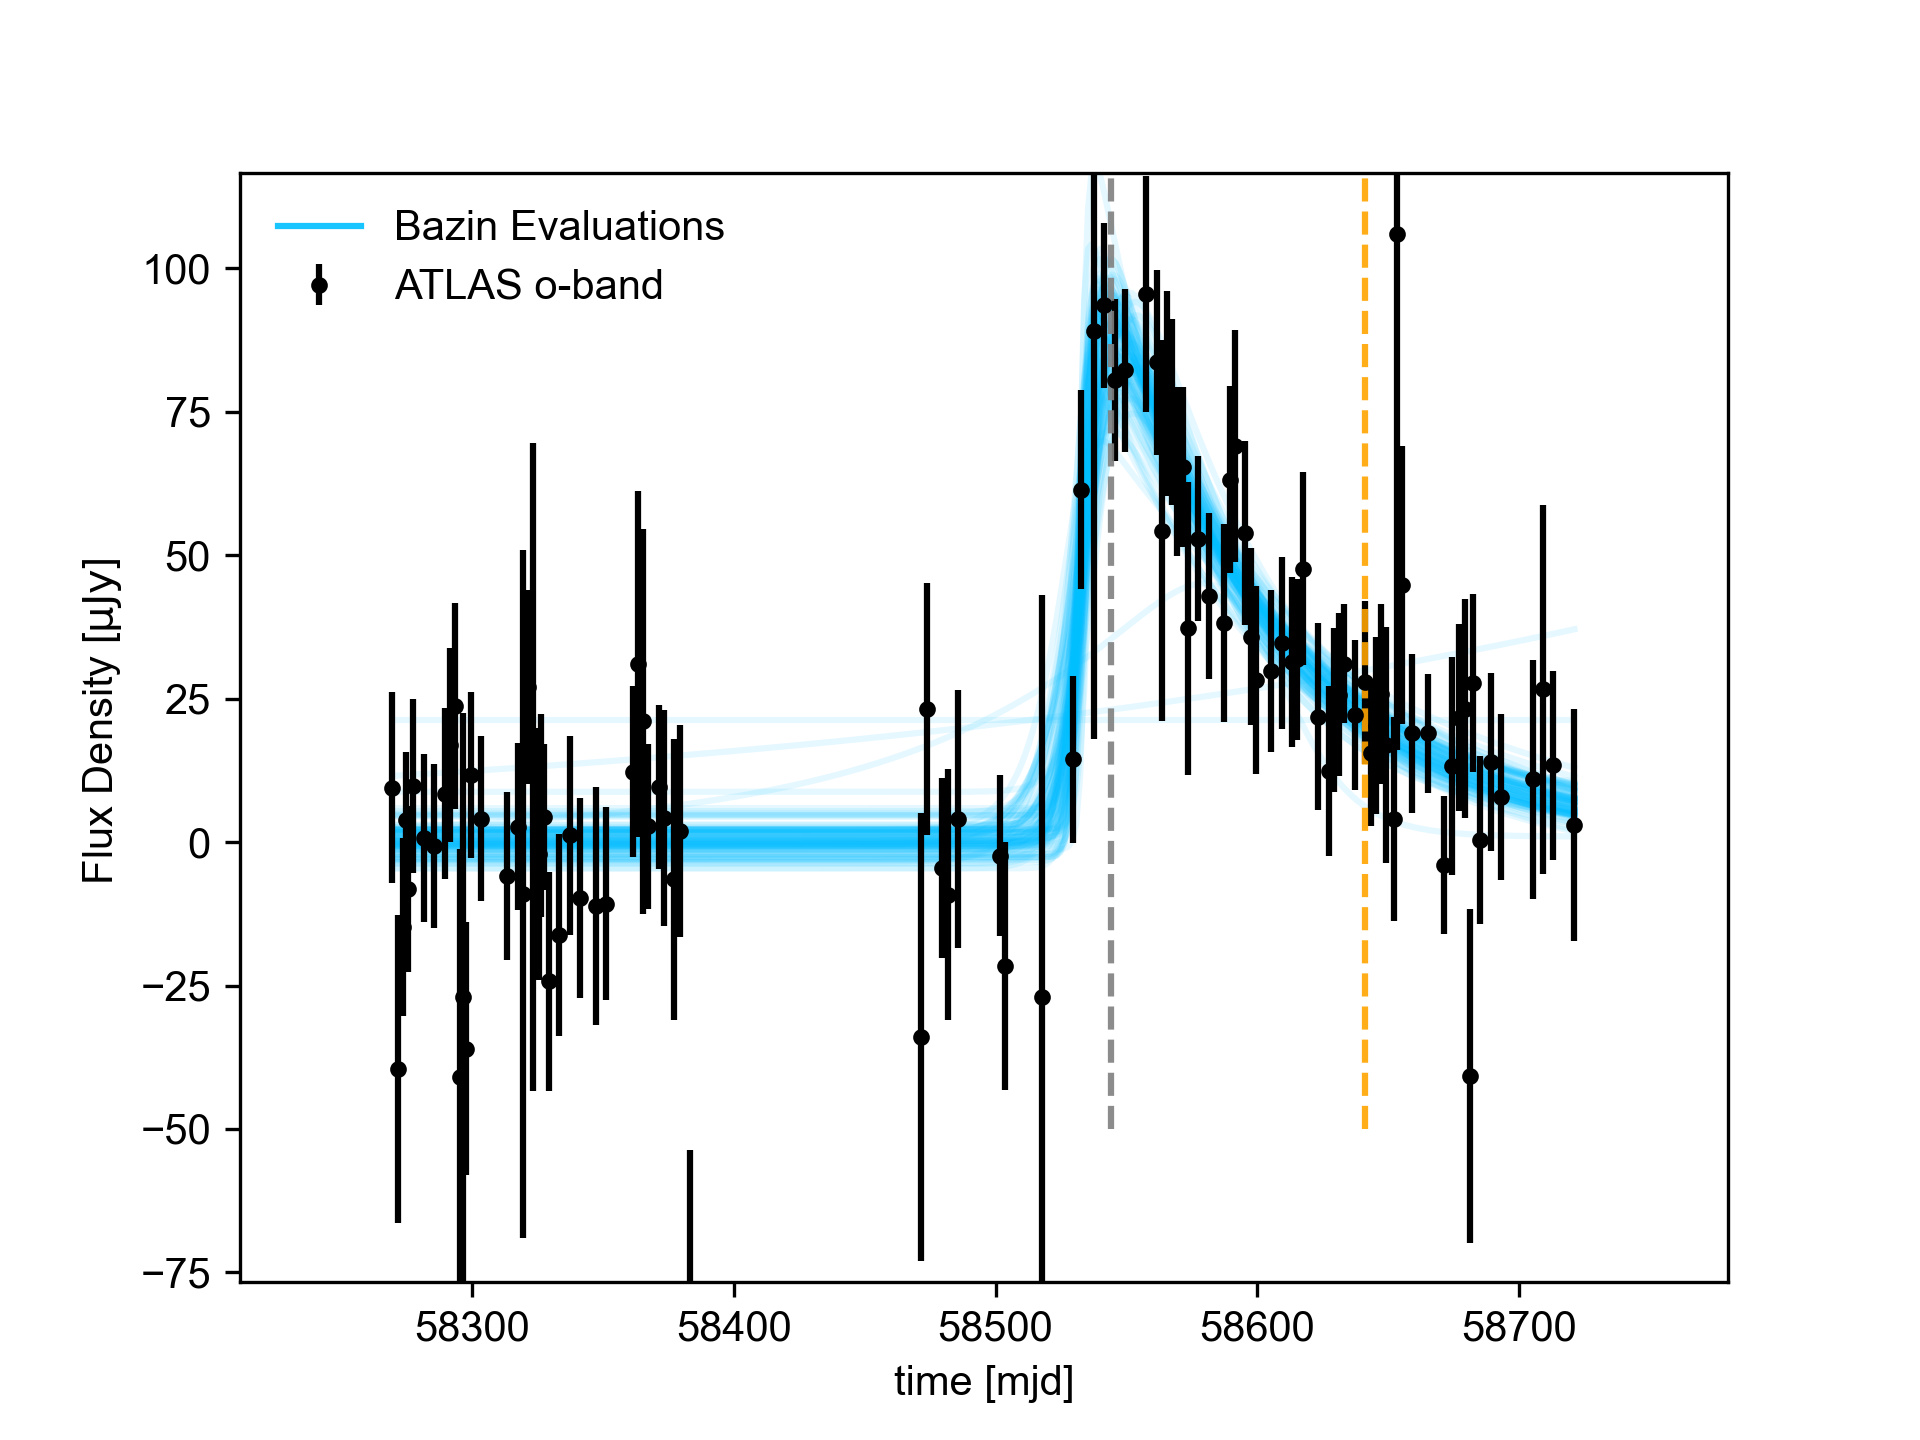 Bazin Evaluations
ATLAS o-band
100
75
50
25
0
−25
−50
−75
Flux Density [µJy]
58300 58400 58500 58600 58700
time [mjd]